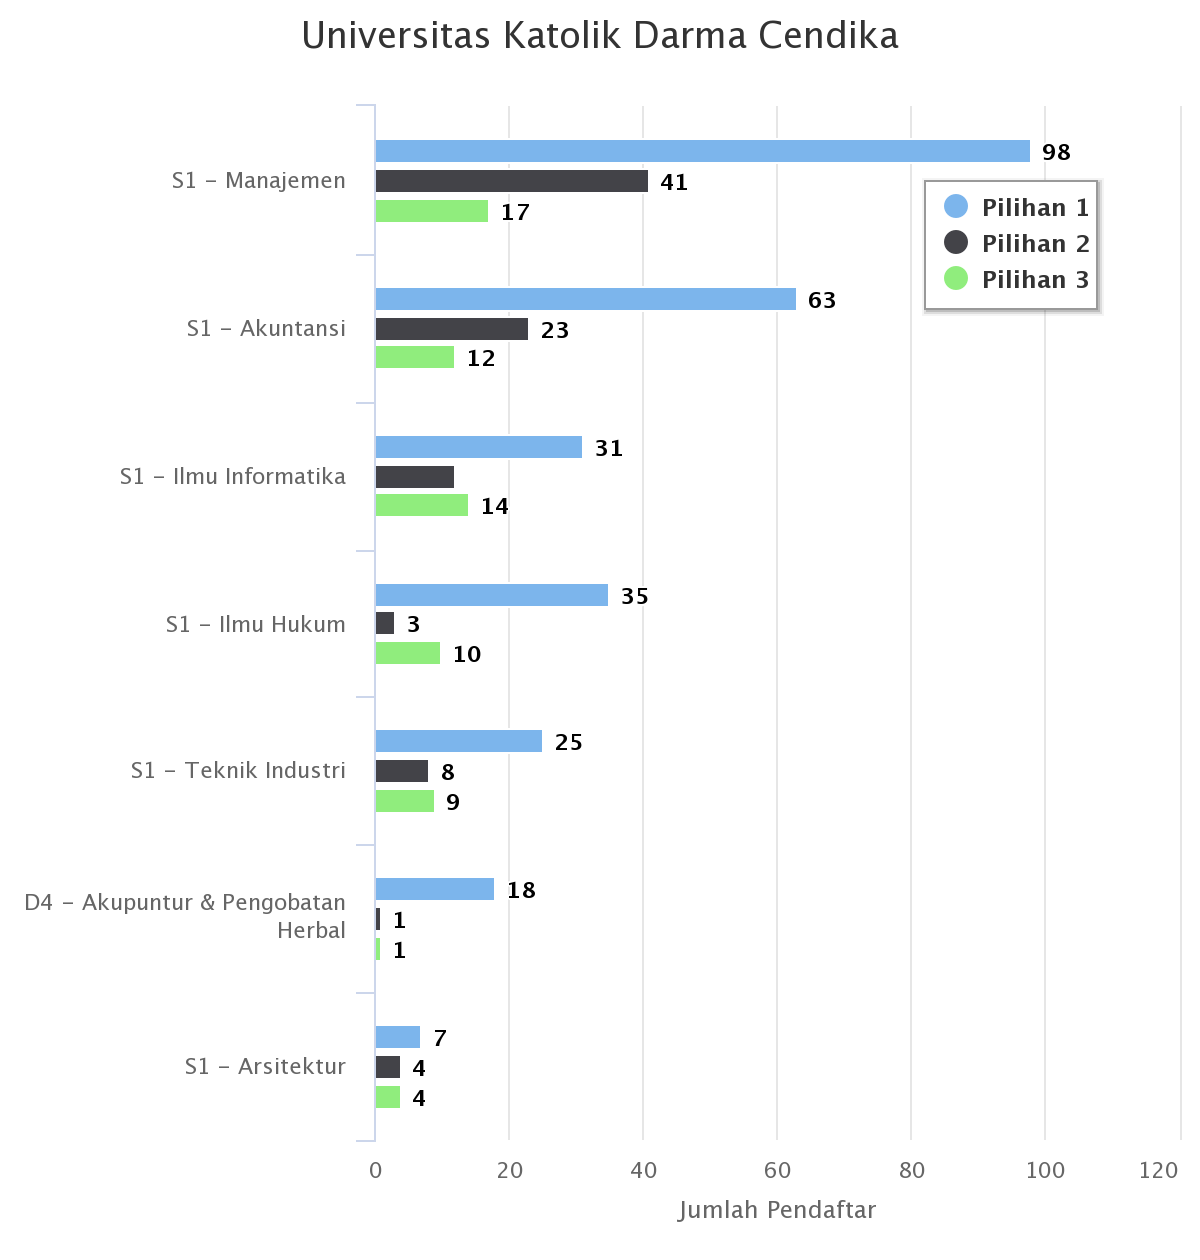 Universitas Katolik Darma Cendika
S1 – Manajemen
98
41
17
Pilihan 1
Pilihan 2
Pilihan 3
S1 – Akuntansi
63
23
12
S1 – Ilmu Informatika
31
14
S1 – Ilmu Hukum
35
3
10
S1 – Teknik Industri
25
8
9
D4 – Akupuntur & Pengobatan
Herbal
18
1
1
S1 – Arsitektur
7
4
4
0 20 40 60 80 100 120
Jumlah Pendaftar